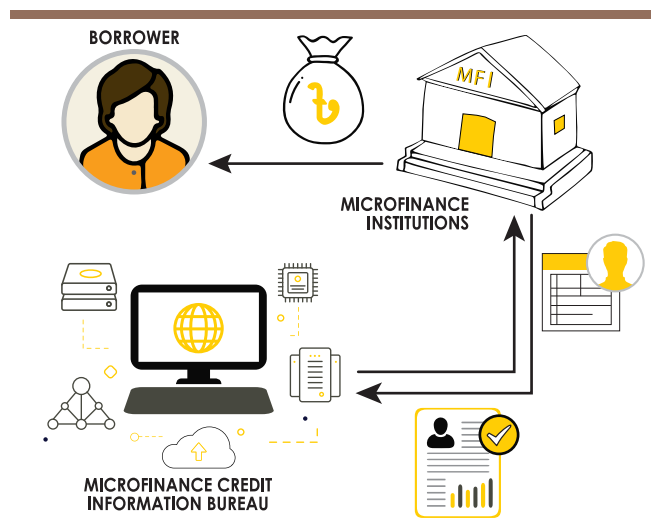 BORROWER
৳
MFI
MICROFINANCE
INSTITUTIONS
MICROFINANCE CREDIT
INFORMATION BUREAU